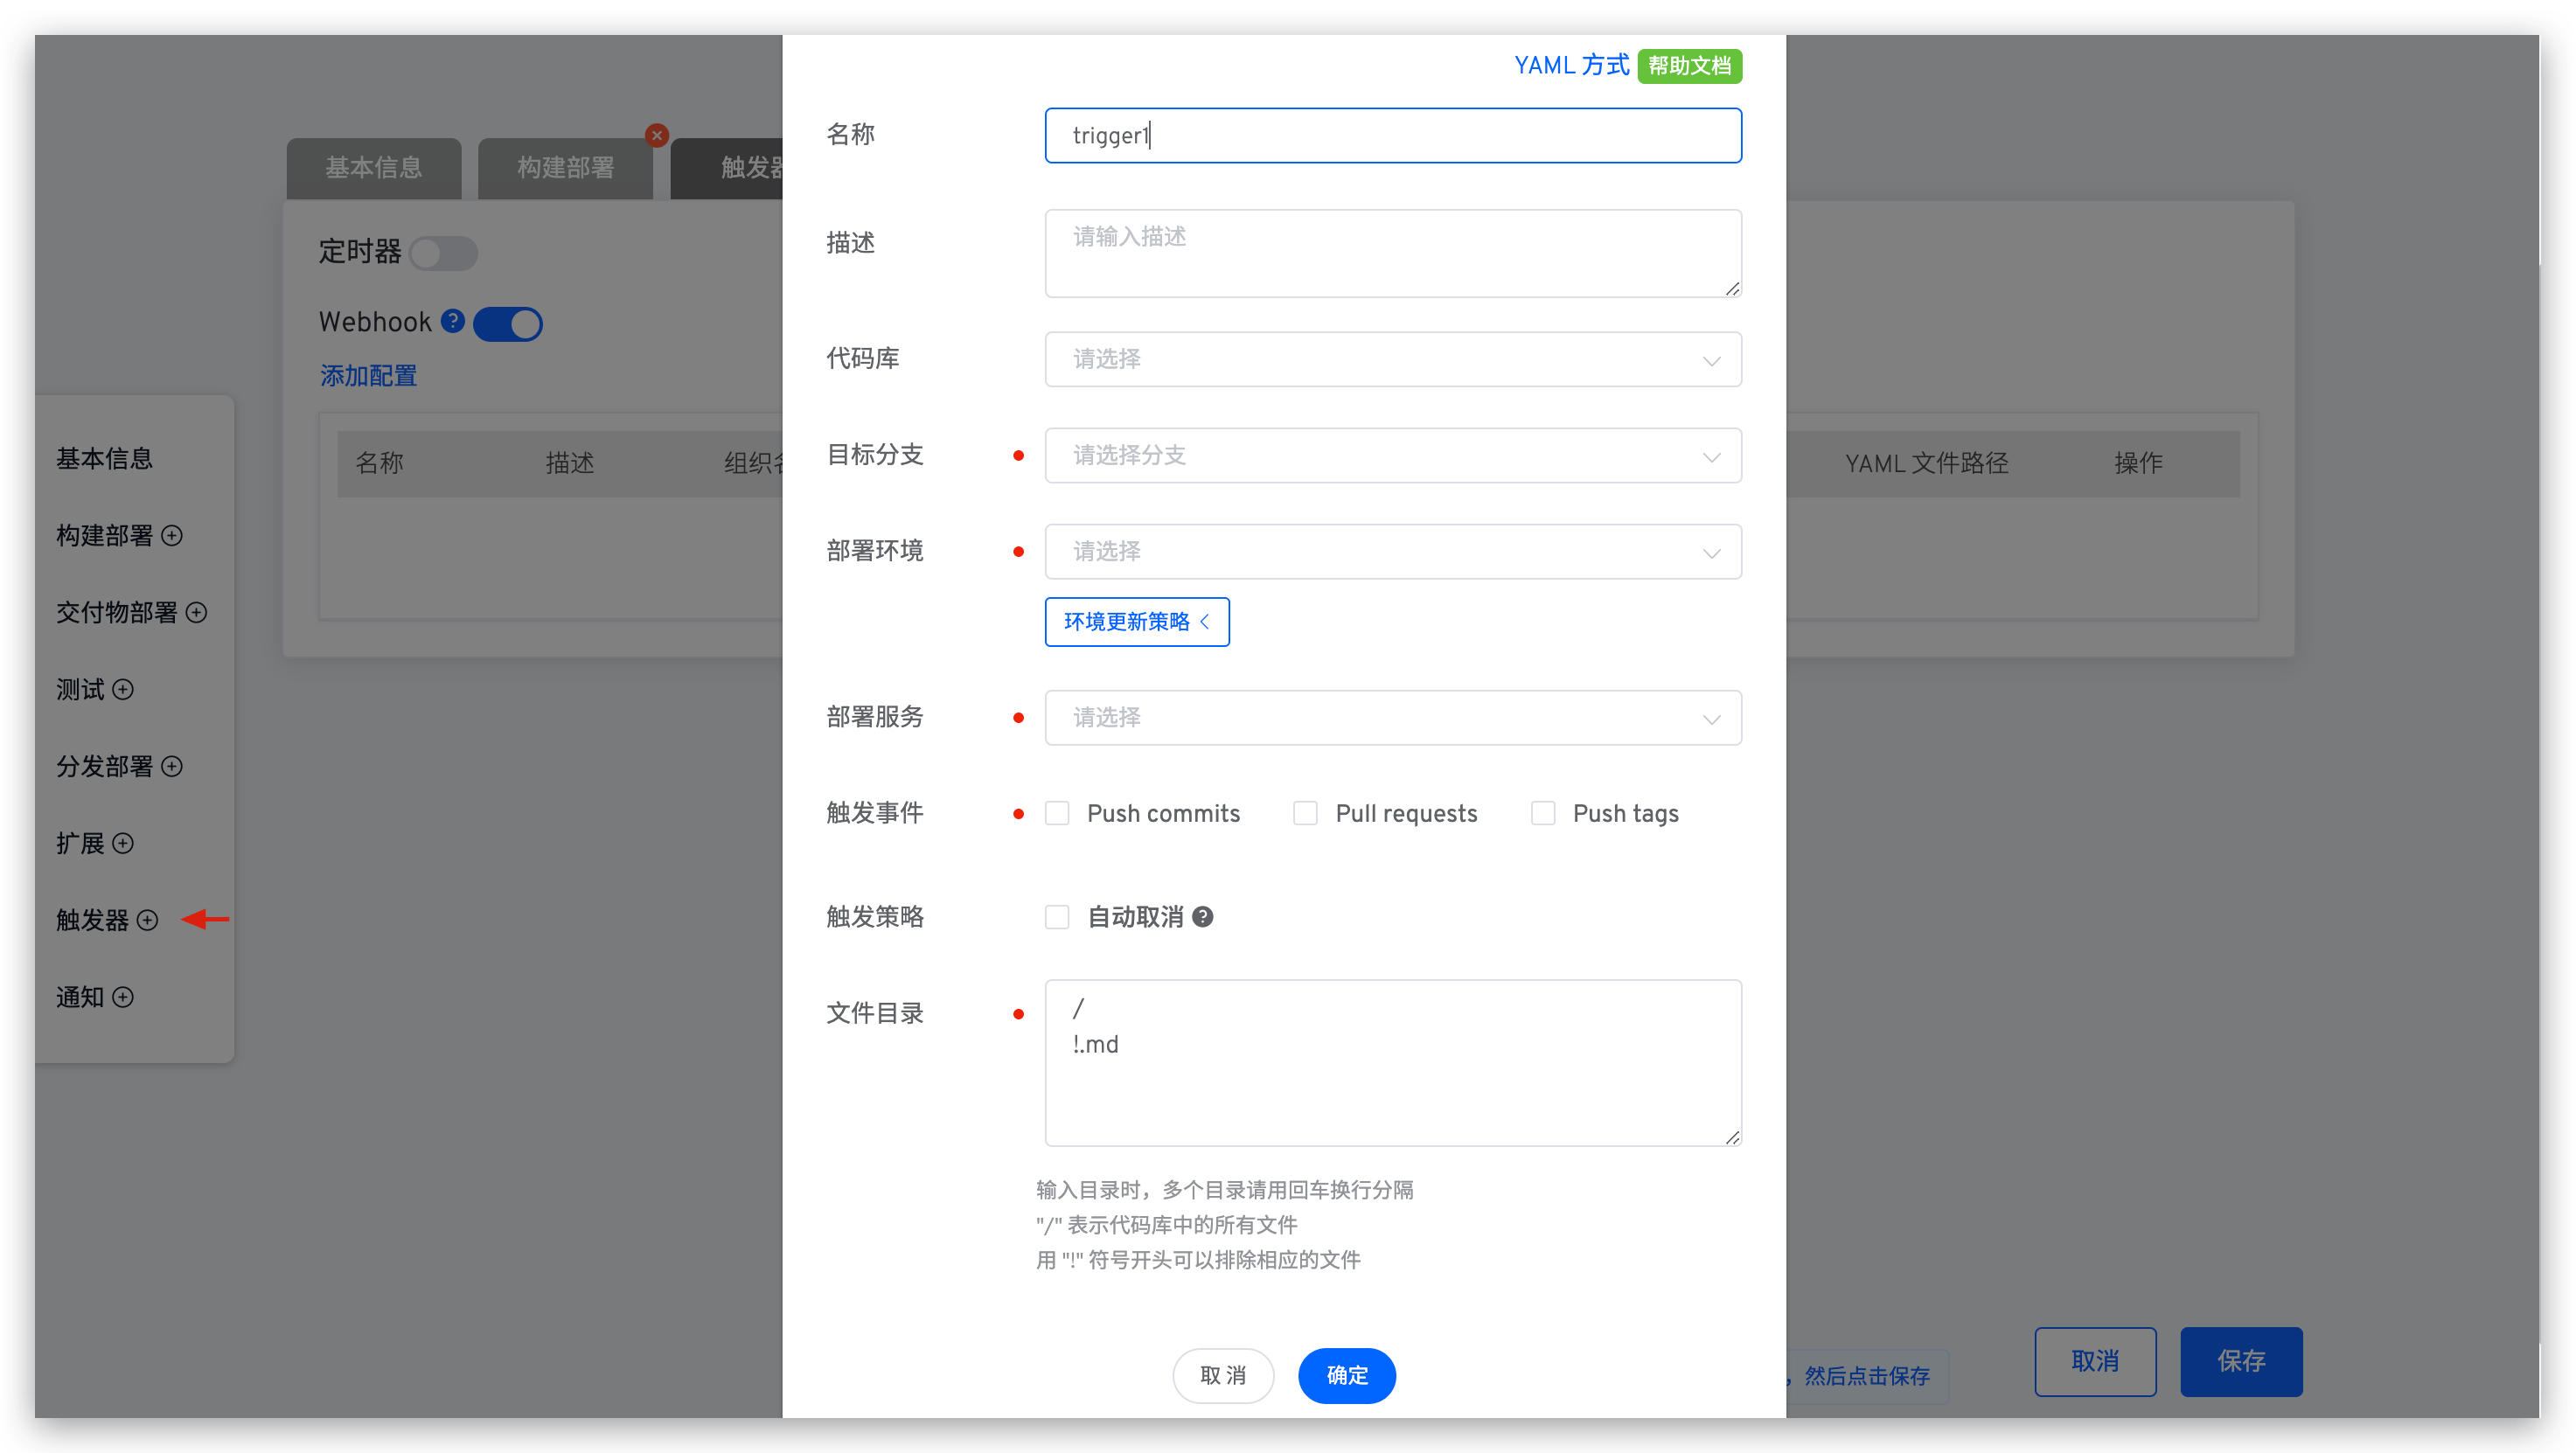 YAML 方式 帮助文档
名称 trigger1
描述 请输入描述
代码库 请选择
目标分支 请选择分支
部署环境 请选择
环境更新策略
部署服务 请选择
触发事件 Push commits Pull requests Push tags
触发策略 自动取消 ?
文件目录 /
!.md
输入目录时，多个目录请用回车换行分隔
"/" 表示代码库中的所有文件
用 "!" 符号开头可以排除相应的文件
取消 确定
基本信息 构建部署 触发器
定时器
Webhook ?
添加配置
名称 描述 组织名 YAML 文件路径 操作
基本信息
构建部署
交付物部署
测试
分发部署
扩展
触发器
通知
，然后点击保存
取消 保存